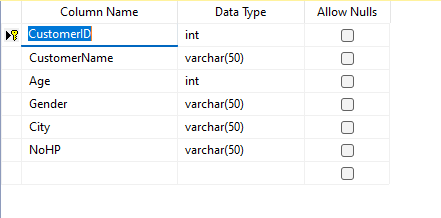 Column Name Data Type Allow Nulls
CustomerID int
CustomerName varchar(50)
Age int
Gender varchar(50)
City varchar(50)
NoHP varchar(50)